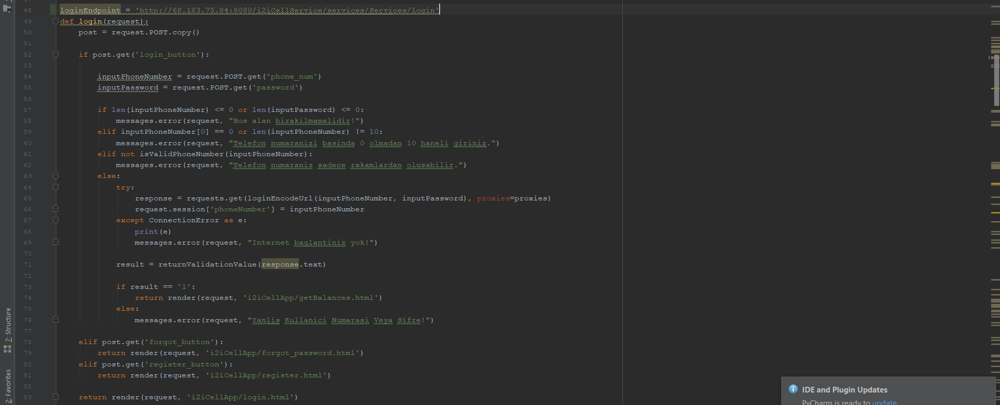 48 loginEndpoint = 'http://68.183.75.84:8080/i2iCellService/services/Services/login'
49 def login(request):
50     post = request.POST.copy()
51
52     if post.get('login_button'):
53
54         inputPhoneNumber = request.POST.get('phone_num')
55         inputPassword = request.POST.get('password')
56
57         if len(inputPhoneNumber) <= 0 or len(inputPassword) <= 0:
58             messages.error(request, "Bos alan birakilmamalidir!")
59         elif inputPhoneNumber[0] == 0 or len(inputPhoneNumber) != 10:
60             messages.error(request, "Telefon numaranizi basinda 0 olmadan 10 haneli giriniz.")
61         elif not isValidPhoneNumber(inputPhoneNumber):
62             messages.error(request, "Telefon numaraniz sadece rakamlardan olusabilir.")
63         else:
64             try:
65                 response = requests.get(loginEncodeUrl(inputPhoneNumber, inputPassword), proxies=proxies)
66                 request.session['phoneNumber'] = inputPhoneNumber
67             except ConnectionError as e:
68                 print(e)
69                 messages.error(request, "Internet baglantiniz yok!")
70
71             result = returnValidationValue(response.text)
72
73             if result == '1':
74                 return render(request, 'i2iCellApp/getBalances.html')
75             else:
76                 messages.error(request, "Yanlis Kullanici Numarasi Veya Sifre!")
77
78     elif post.get('forgot_button'):
79         return render(request, 'i2iCellApp/forgot_password.html')
80     elif post.get('register_button'):
81         return render(request, 'i2iCellApp/register.html')
82
83     return render(request, 'i2iCellApp/login.html')
7: Structure
2: Favorites
IDE and Plugin Updates
PyCharm is ready to update